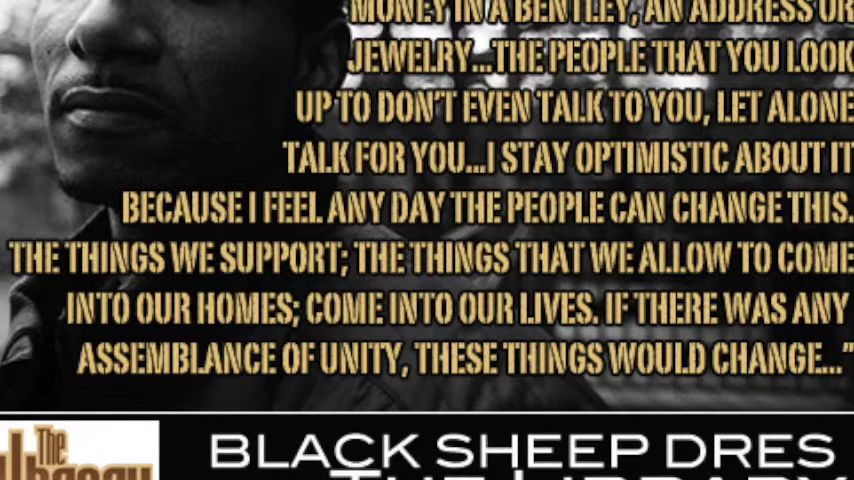 MONEY IN A BENTLEY, AN ADDRESS OR
JEWELRY...THE PEOPLE THAT YOU LOOK
UP TO DON'T EVEN TALK TO YOU, LET ALONE
TALK FOR YOU...I STAY OPTIMISTIC ABOUT IT
BECAUSE I FEEL ANY DAY THE PEOPLE CAN CHANGE THIS.
THE THINGS WE SUPPORT; THE THINGS THAT WE ALLOW TO COME
INTO OUR HOMES; COME INTO OUR LIVES. IF THERE WAS ANY
ASSEMBLANCE OF UNITY, THESE THINGS WOULD CHANGE..."
The
BLACK SHEEP DRES
THE LIBRARY